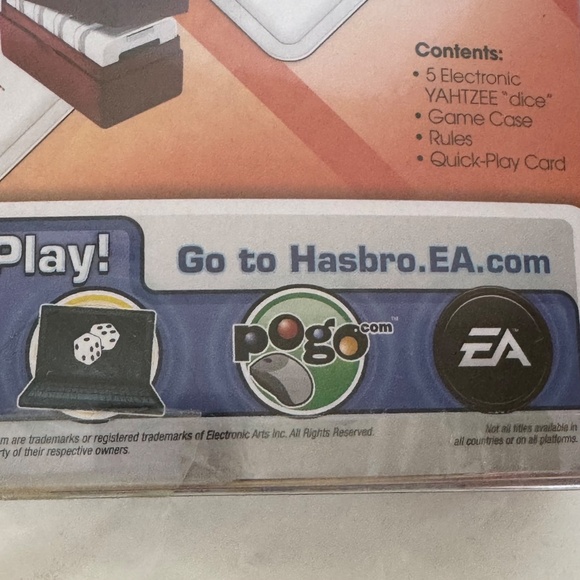 Contents:
• 5 Electronic
YAHTZEE "dice"
• Game Case
• Rules
• Quick-Play Card
Play!
Go to Hasbro.EA.com
pogo.com™
EA™
m are trademarks or registered trademarks of Electronic Arts Inc. All Rights Reserved.
rty of their respective owners.
Not all titles available in
all countries or on all platforms.